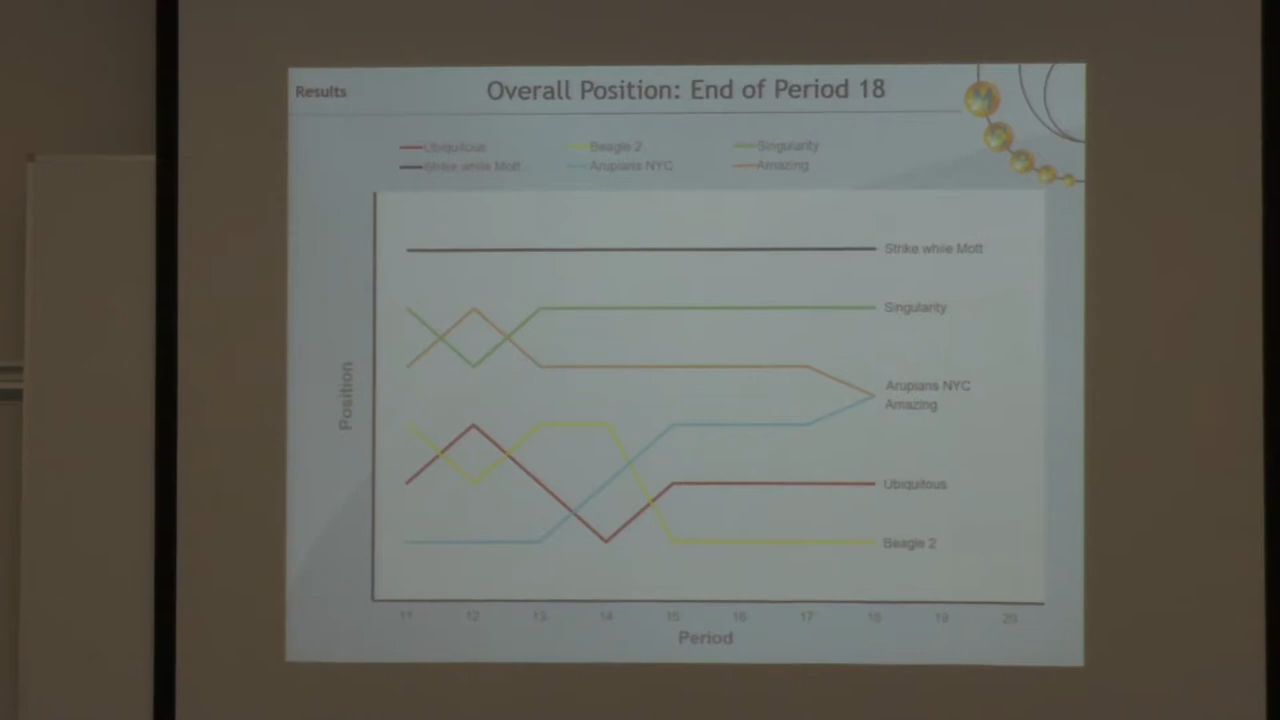 Results
Overall Position: End of Period 18
Ubiquitous
Beagle 2
Singularity
Strike while Mott
Arupians NYC
Amazing
Strike while Mott
Singularity
Arupians NYC
Amazing
Ubiquitous
Beagle 2
Position
11 12 13 14 15 16 17 18 19 20
Period